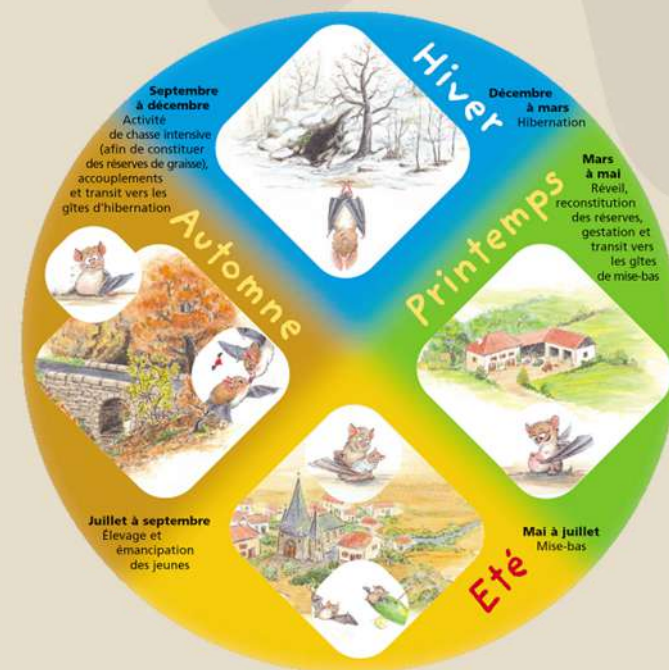 Hiver
Décembre
à mars
Hibernation
Printemps
Mars
à mai
Réveil,
reconstitution
des réserves,
gestation et
transit vers
les gîtes
de mise-bas
Eté
Mai à juillet
Mise-bas
Juillet à septembre
Élevage et
émancipation
des jeunes
Automne
Septembre
à décembre
Activité
de chasse intensive
(afin de constituer
des réserves de graisse),
accouplements
et transit vers les
gîtes d'hibernation